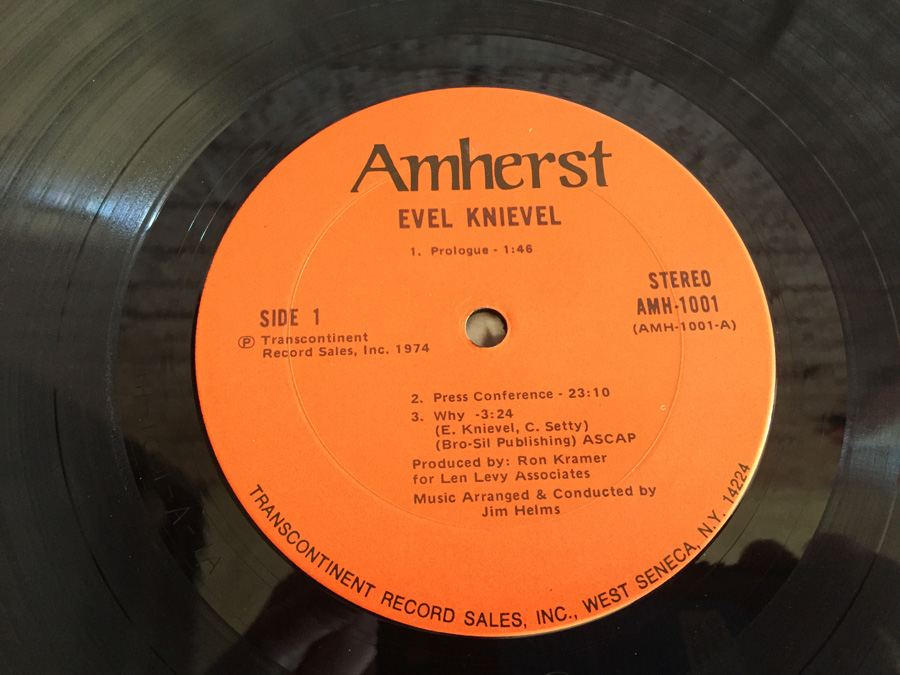 Amherst
EVEL KNIEVEL
1. Prologue - 1:46
STEREO
AMH-1001
(AMH-1001-A)
SIDE 1
Ⓟ Transcontinent
Record Sales, Inc. 1974
2. Press Conference - 23:10
3. Why -3:24
(E. Knievel, C. Setty)
(Bro-Sil Publishing) ASCAP
Produced by: Ron Kramer
for Len Levy Associates
Music Arranged & Conducted by
Jim Helms
TRANSCONTINENT RECORD SALES, INC., WEST SENECA, N.Y. 14224